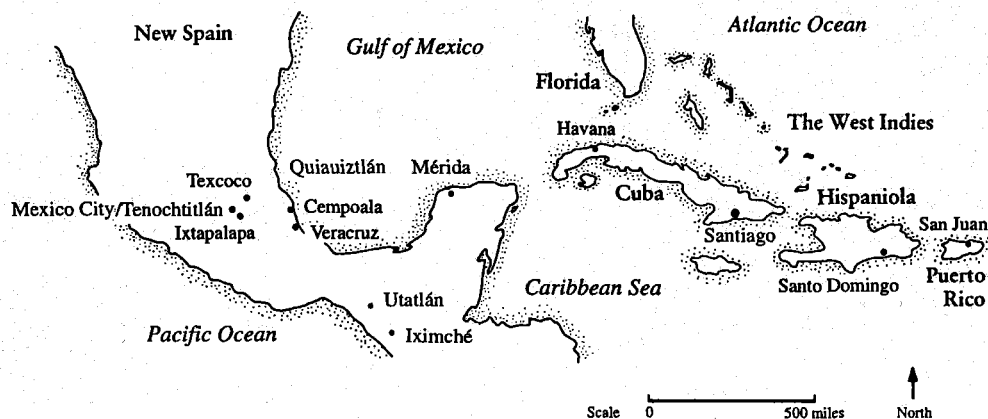 New Spain
Gulf of Mexico
Atlantic Ocean
Florida
Havana
The West Indies
Quiauiztlán
Mérida
Texcoco
Cuba
Hispaniola
Mexico City/Tenochtitlán
Cempoala
Ixtapalapa
Veracruz
Santiago
San Juan
Utatlán
Caribbean Sea
Santo Domingo
Puerto
Rico
Pacific Ocean
Iximché
Scale 0 500 miles
North